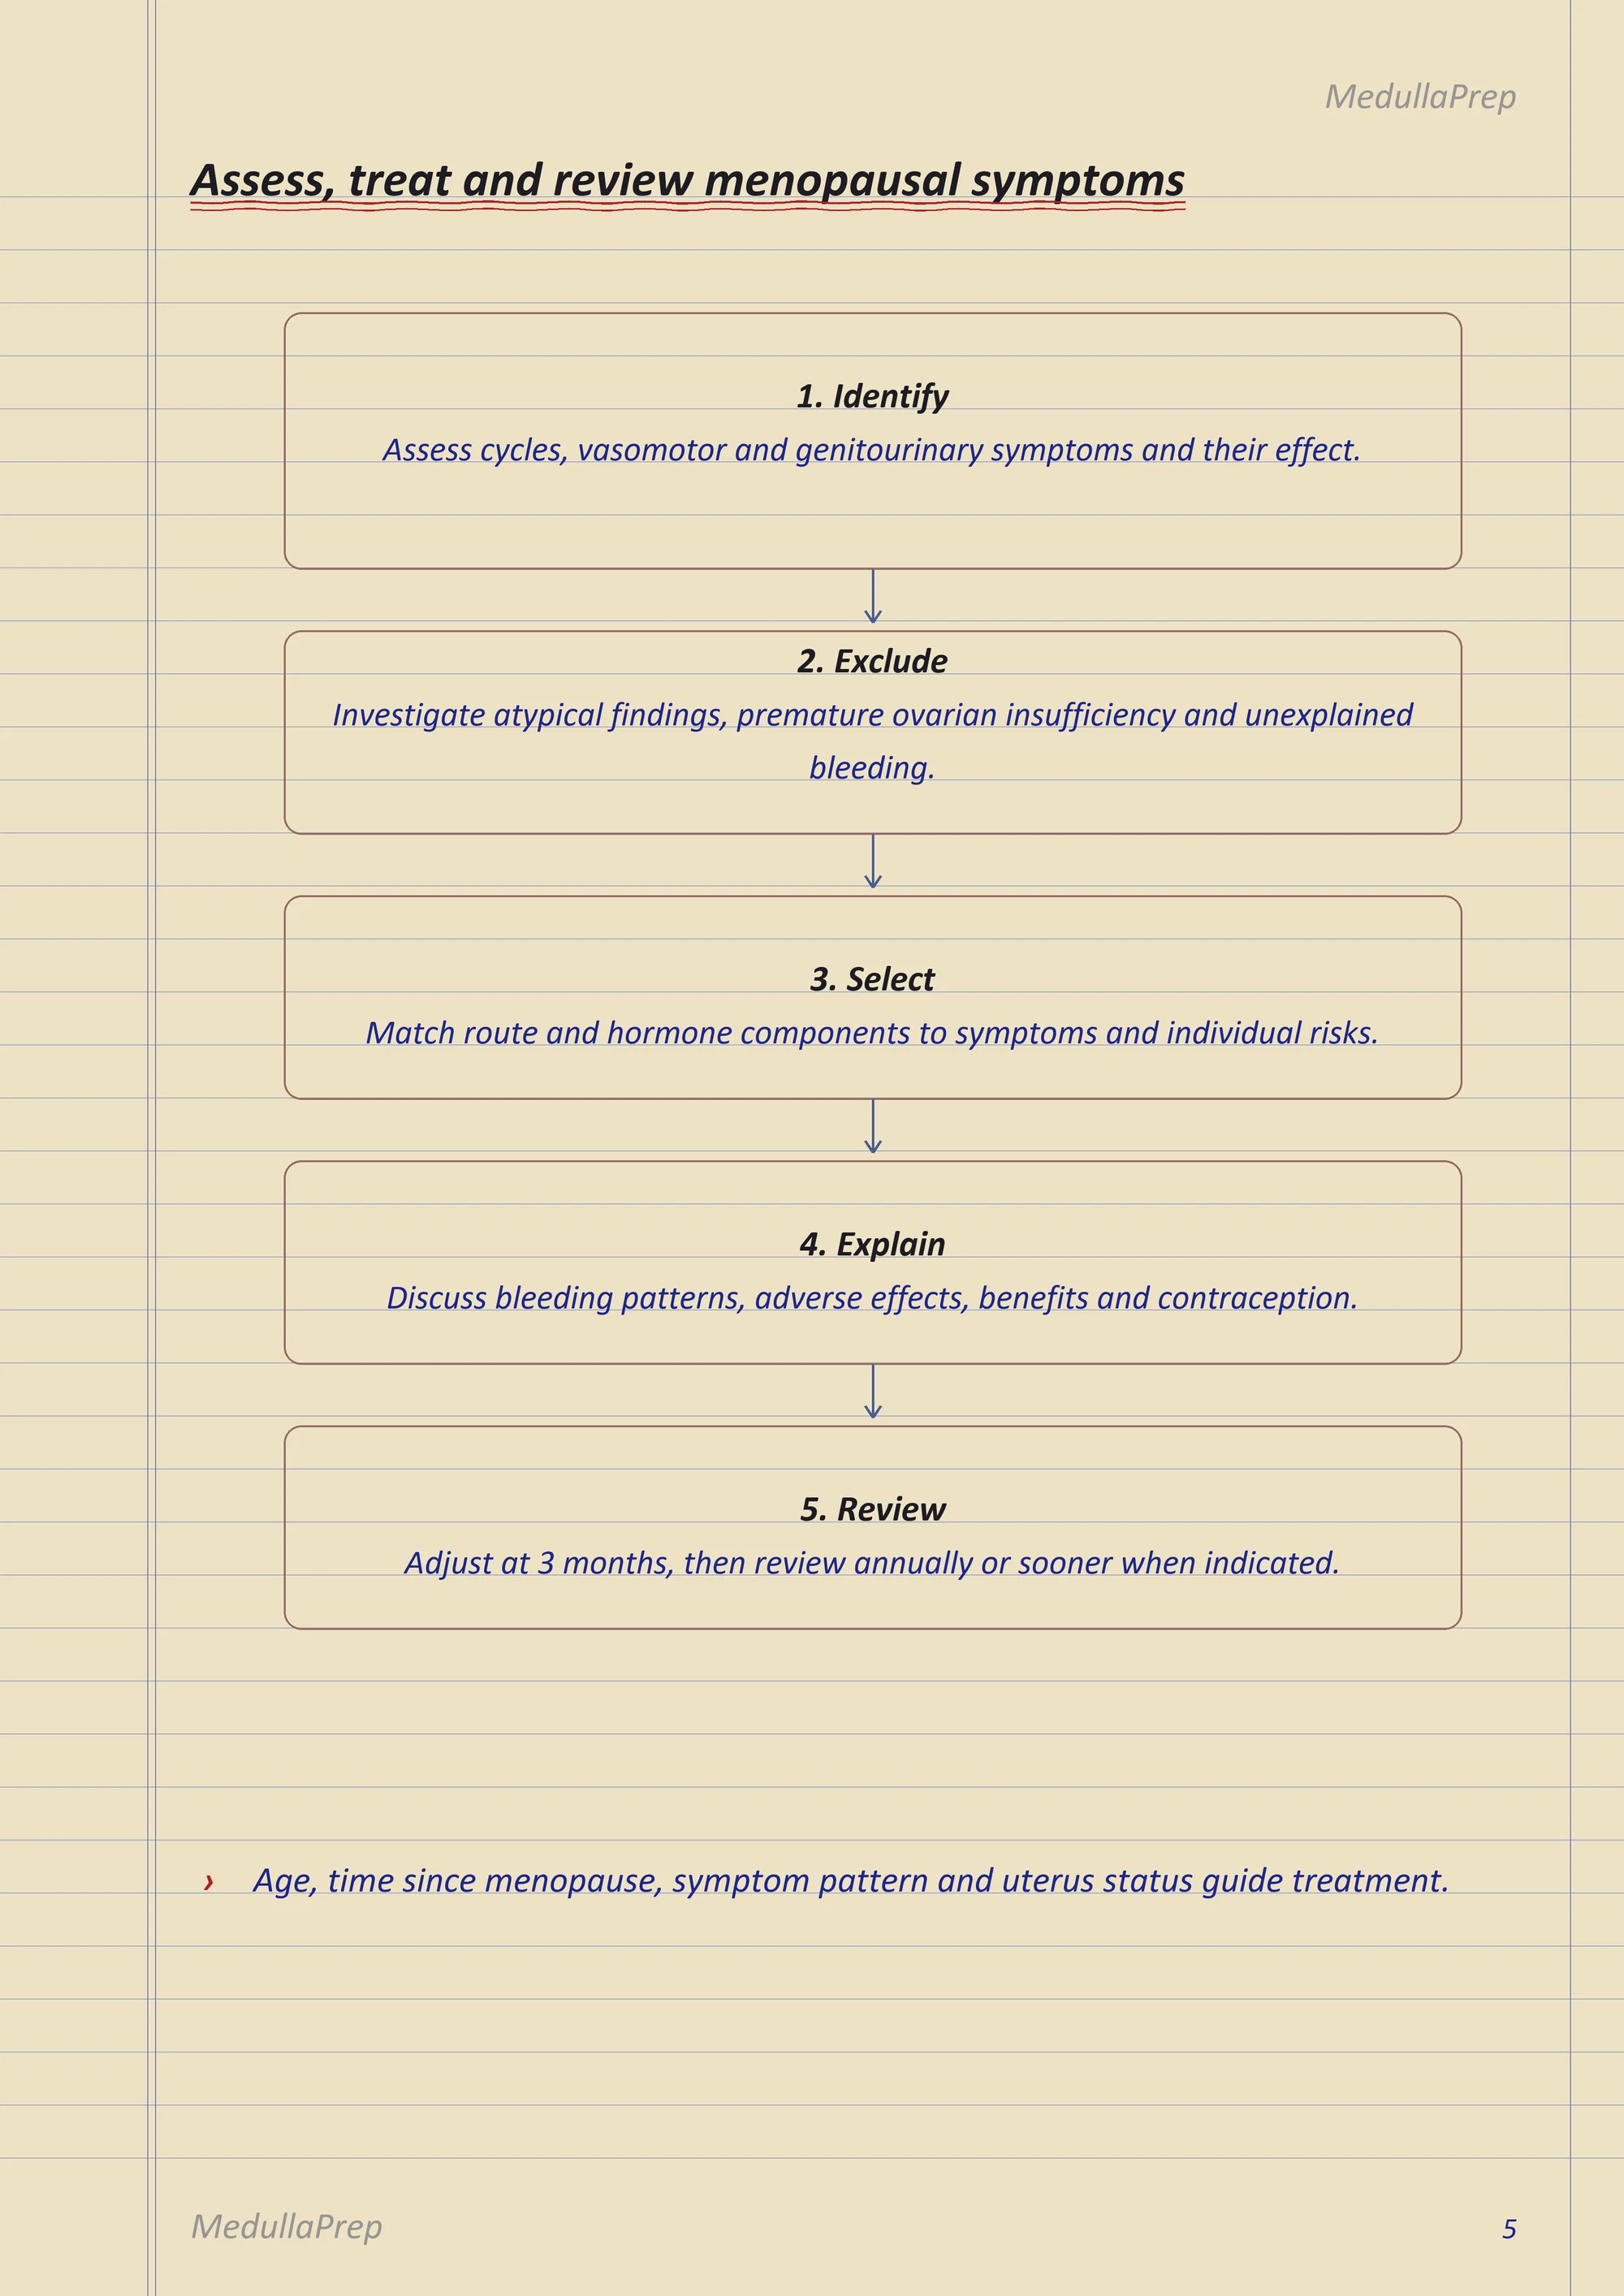 MedullaPrep
Assess, treat and review menopausal symptoms
1. Identify
Assess cycles, vasomotor and genitourinary symptoms and their effect.
2. Exclude
Investigate atypical findings, premature ovarian insufficiency and unexplained
bleeding.
3. Select
Match route and hormone components to symptoms and individual risks.
4. Explain
Discuss bleeding patterns, adverse effects, benefits and contraception.
5. Review
Adjust at 3 months, then review annually or sooner when indicated.
› Age, time since menopause, symptom pattern and uterus status guide treatment.
MedullaPrep
5